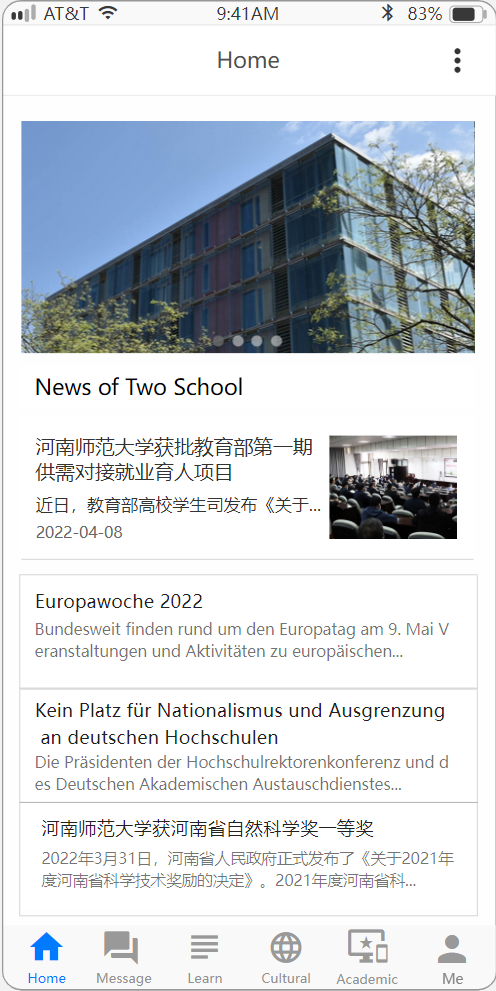 AT&T 9:41AM 83%
Home
News of Two School
河南师范大学获批教育部第一期
供需对接就业育人项目
近日，教育部高校学生司发布《关于...
2022-04-08
Europawoche 2022
Bundesweit finden rund um den Europatag am 9. Mai V
eranstaltungen und Aktivitäten zu europäischen...
Kein Platz für Nationalismus und Ausgrenzung
an deutschen Hochschulen
Die Präsidenten der Hochschulrektorenkonferenz und d
es Deutschen Akademischen Austauschdienstes...
河南师范大学获河南省自然科学奖一等奖
2022年3月31日，河南省人民政府正式发布了《关于2021年
度河南省科学技术奖励的决定》。2021年度河南省科...
Home Message Learn Cultural Academic Me